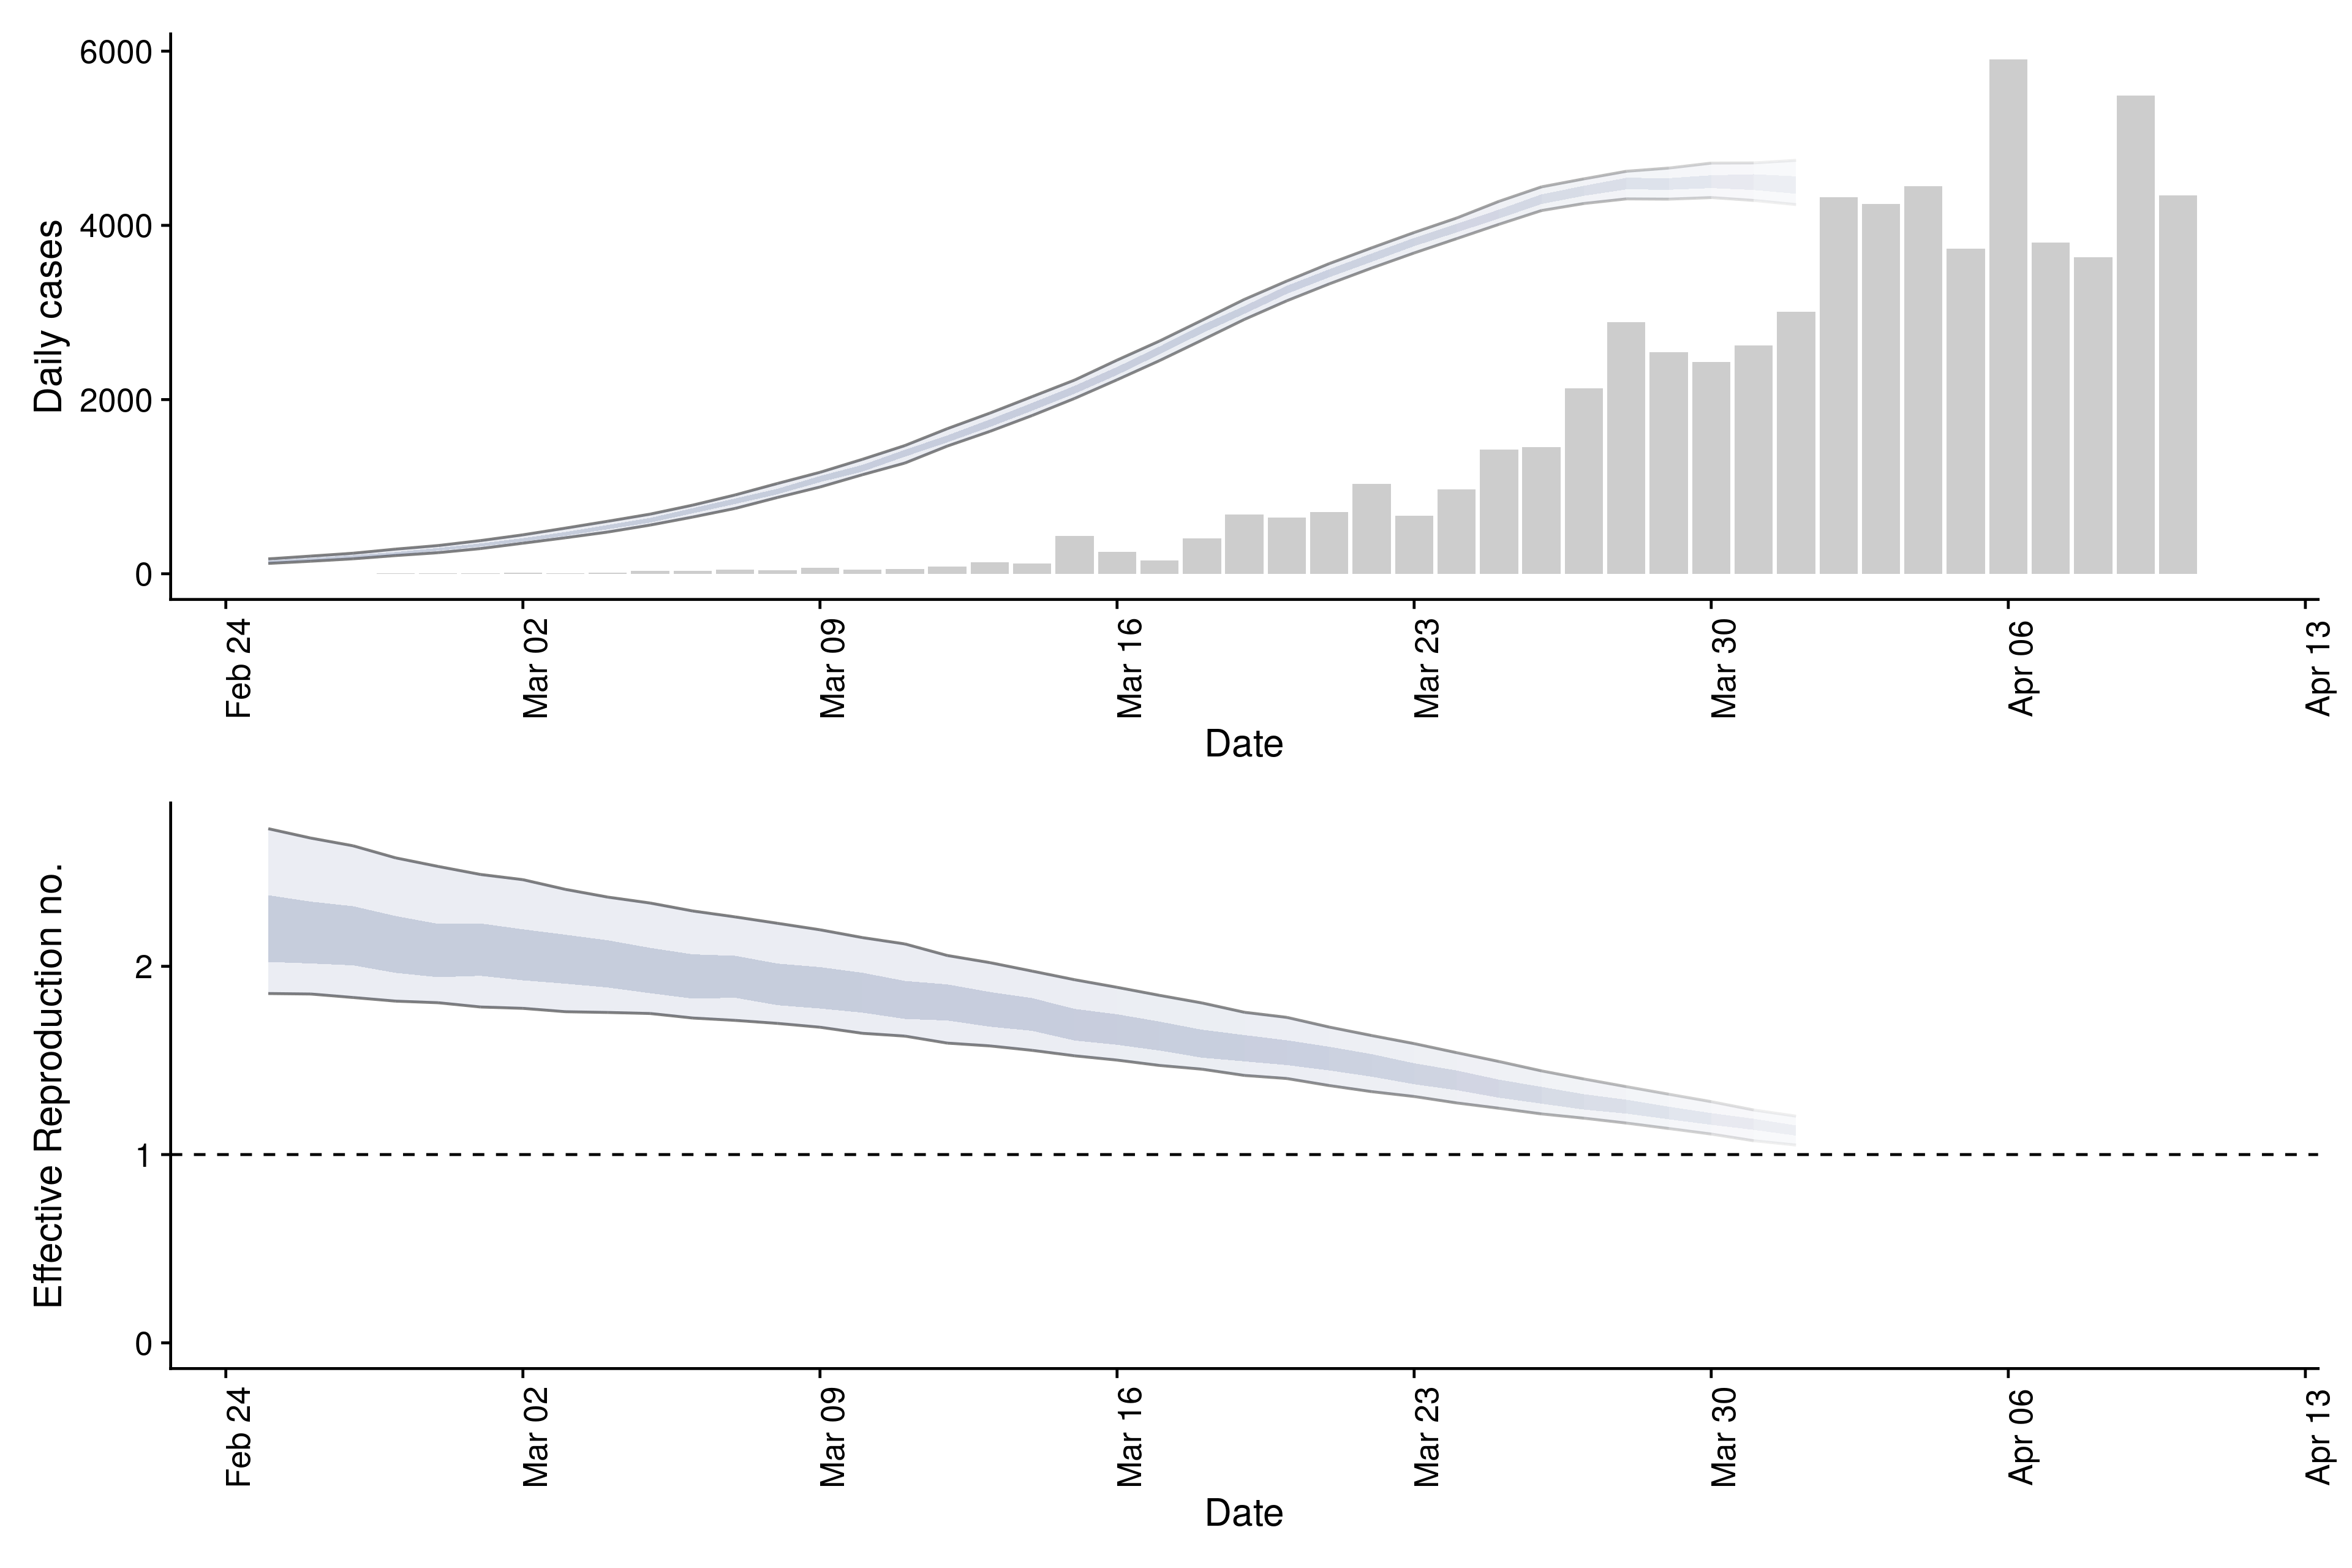 Daily cases
6000
4000
2000
0
Feb 24
Mar 02
Mar 09
Mar 16
Mar 23
Mar 30
Apr 06
Apr 13
Date
Effective Reproduction no.
2
1
0
Feb 24
Mar 02
Mar 09
Mar 16
Mar 23
Mar 30
Apr 06
Apr 13
Date